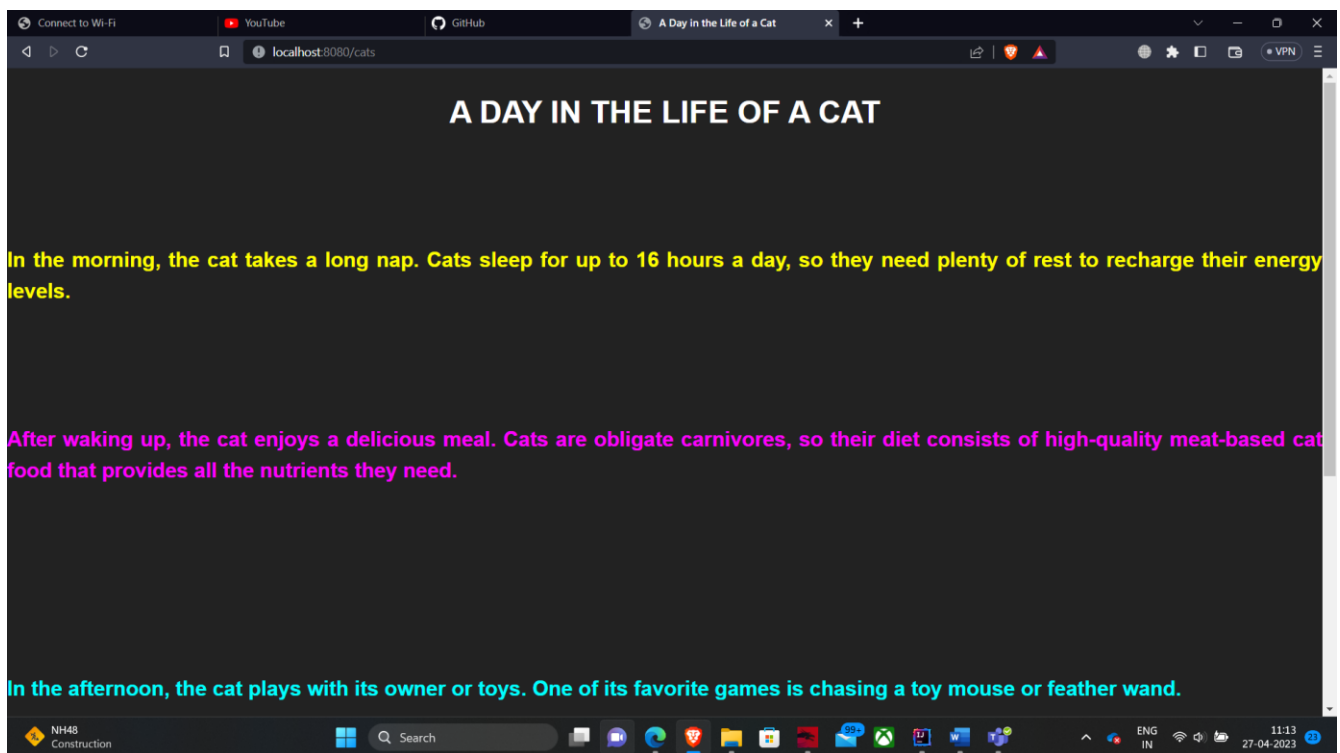 Connect to Wi-Fi
YouTube
GitHub
A Day in the Life of a Cat
localhost:8080/cats
VPN
A DAY IN THE LIFE OF A CAT
In the morning, the cat takes a long nap. Cats sleep for up to 16 hours a day, so they need plenty of rest to recharge their energy
levels.
After waking up, the cat enjoys a delicious meal. Cats are obligate carnivores, so their diet consists of high-quality meat-based cat
food that provides all the nutrients they need.
In the afternoon, the cat plays with its owner or toys. One of its favorite games is chasing a toy mouse or feather wand.
NH48
Construction
Search
99+
ENG
IN
11:13
27-04-2023
23